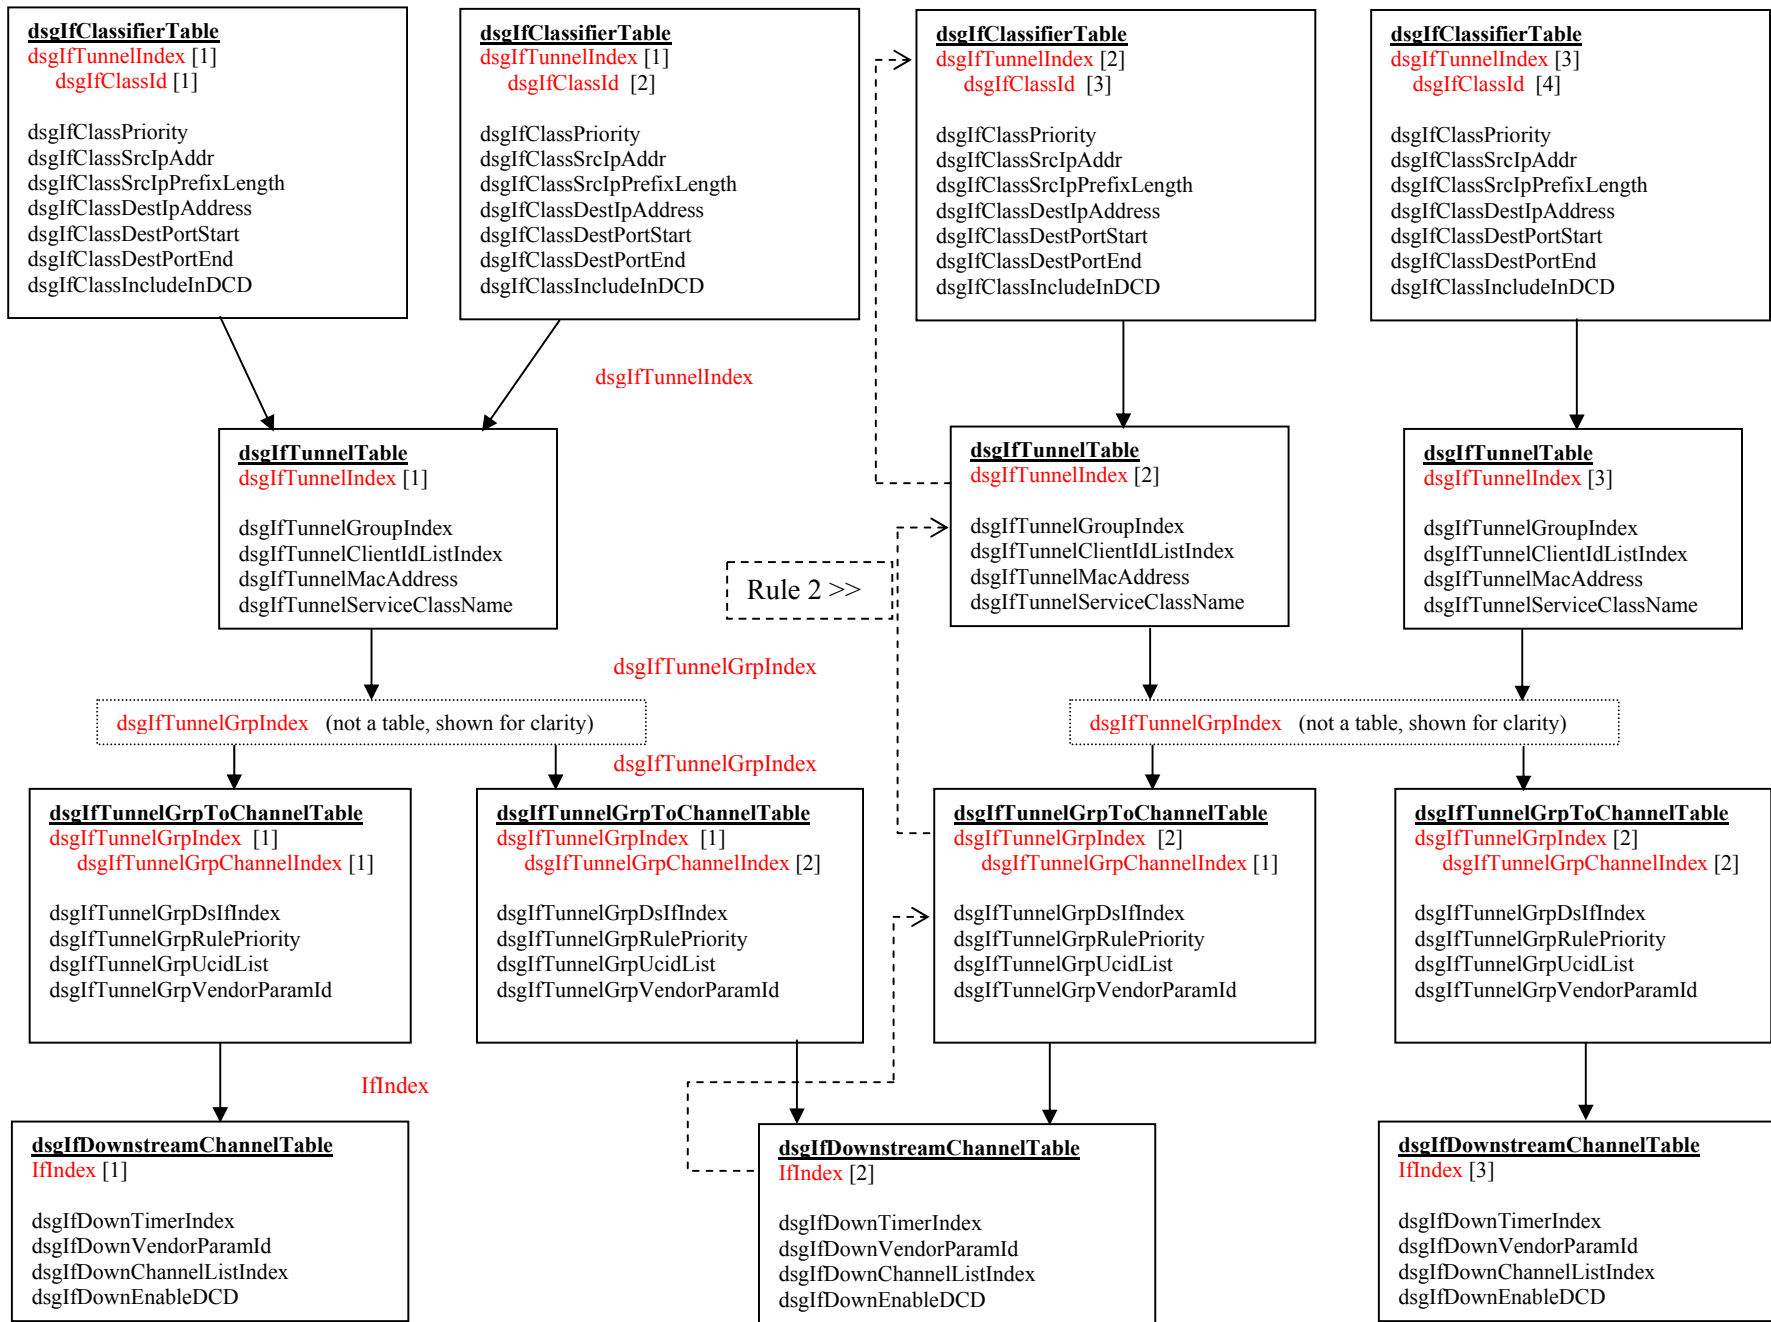 dsgIfClassifierTable
dsgIfTunnelIndex [1]
dsgIfClassId [1]
dsgIfClassPriority
dsgIfClassSrcIpAddr
dsgIfClassSrcIpPrefixLength
dsgIfClassDestIpAddress
dsgIfClassDestPortStart
dsgIfClassDestPortEnd
dsgIfClassIncludeInDCD
dsgIfClassifierTable
dsgIfTunnelIndex [1]
dsgIfClassId [2]
dsgIfClassPriority
dsgIfClassSrcIpAddr
dsgIfClassSrcIpPrefixLength
dsgIfClassDestIpAddress
dsgIfClassDestPortStart
dsgIfClassDestPortEnd
dsgIfClassIncludeInDCD
dsgIfClassifierTable
dsgIfTunnelIndex [2]
dsgIfClassId [3]
dsgIfClassPriority
dsgIfClassSrcIpAddr
dsgIfClassSrcIpPrefixLength
dsgIfClassDestIpAddress
dsgIfClassDestPortStart
dsgIfClassDestPortEnd
dsgIfClassIncludeInDCD
dsgIfClassifierTable
dsgIfTunnelIndex [3]
dsgIfClassId [4]
dsgIfClassPriority
dsgIfClassSrcIpAddr
dsgIfClassSrcIpPrefixLength
dsgIfClassDestIpAddress
dsgIfClassDestPortStart
dsgIfClassDestPortEnd
dsgIfClassIncludeInDCD
dsgIfTunnelIndex
dsgIfTunnelTable
dsgIfTunnelIndex [1]
dsgIfTunnelGroupIndex
dsgIfTunnelClientIdListIndex
dsgIfTunnelMacAddress
dsgIfTunnelServiceClassName
Rule 2 >>
dsgIfTunnelTable
dsgIfTunnelIndex [2]
dsgIfTunnelGroupIndex
dsgIfTunnelClientIdListIndex
dsgIfTunnelMacAddress
dsgIfTunnelServiceClassName
dsgIfTunnelTable
dsgIfTunnelIndex [3]
dsgIfTunnelGroupIndex
dsgIfTunnelClientIdListIndex
dsgIfTunnelMacAddress
dsgIfTunnelServiceClassName
dsgIfTunnelGrpIndex
dsgIfTunnelGrpIndex (not a table, shown for clarity)
dsgIfTunnelGrpIndex (not a table, shown for clarity)
dsgIfTunnelGrpIndex
dsgIfTunnelGrpToChannelTable
dsgIfTunnelGrpIndex [1]
dsgIfTunnelGrpChannelIndex [1]
dsgIfTunnelGrpDsIfIndex
dsgIfTunnelGrpRulePriority
dsgIfTunnelGrpUcidList
dsgIfTunnelGrpVendorParamId
dsgIfTunnelGrpToChannelTable
dsgIfTunnelGrpIndex [1]
dsgIfTunnelGrpChannelIndex [2]
dsgIfTunnelGrpDsIfIndex
dsgIfTunnelGrpRulePriority
dsgIfTunnelGrpUcidList
dsgIfTunnelGrpVendorParamId
dsgIfTunnelGrpToChannelTable
dsgIfTunnelGrpIndex [2]
dsgIfTunnelGrpChannelIndex [1]
dsgIfTunnelGrpDsIfIndex
dsgIfTunnelGrpRulePriority
dsgIfTunnelGrpUcidList
dsgIfTunnelGrpVendorParamId
dsgIfTunnelGrpToChannelTable
dsgIfTunnelGrpIndex [2]
dsgIfTunnelGrpChannelIndex [2]
dsgIfTunnelGrpDsIfIndex
dsgIfTunnelGrpRulePriority
dsgIfTunnelGrpUcidList
dsgIfTunnelGrpVendorParamId
IfIndex
dsgIfDownstreamChannelTable
IfIndex [1]
dsgIfDownTimerIndex
dsgIfDownVendorParamId
dsgIfDownChannelListIndex
dsgIfDownEnableDCD
dsgIfDownstreamChannelTable
IfIndex [2]
dsgIfDownTimerIndex
dsgIfDownVendorParamId
dsgIfDownChannelListIndex
dsgIfDownEnableDCD
dsgIfDownstreamChannelTable
IfIndex [3]
dsgIfDownTimerIndex
dsgIfDownVendorParamId
dsgIfDownChannelListIndex
dsgIfDownEnableDCD